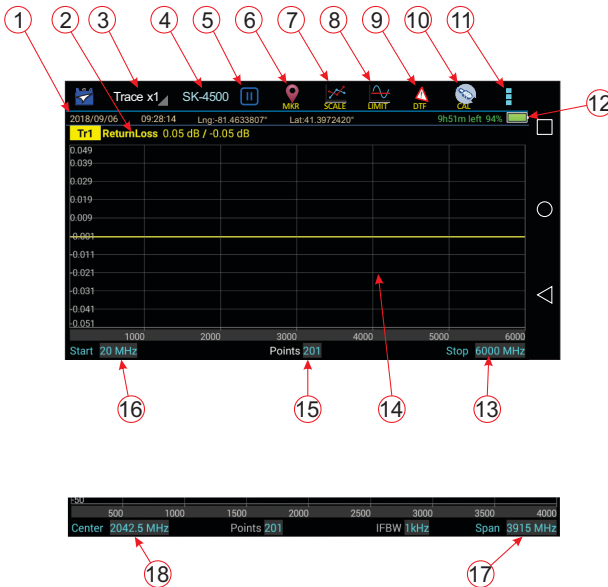 1 2 3 4 5 6 7 8 9 10 11
Trace x1 SK-4500 MKR SCALE LIMIT DTF CAL
12
2018/09/06 09:28:14 Lng:-81.4633807° Lat:41.3972420° 9h51m left 94%
Tr1 ReturnLoss 0.05 dB / -0.05 dB
0.049
0.039
0.019
0.009
-0.001
-0.011
-0.021
-0.031
-0.041
-0.051
1000 2000 3000 4000 5000 6000
Start 20 MHz Points 201 Stop 6000 MHz
16 15 14 13
-50
500 1000 1500 2000 2500 3000 3500 4000
Center 2042.5 MHz Points 201 IFBW 1kHz Span 3915 MHz
18 17